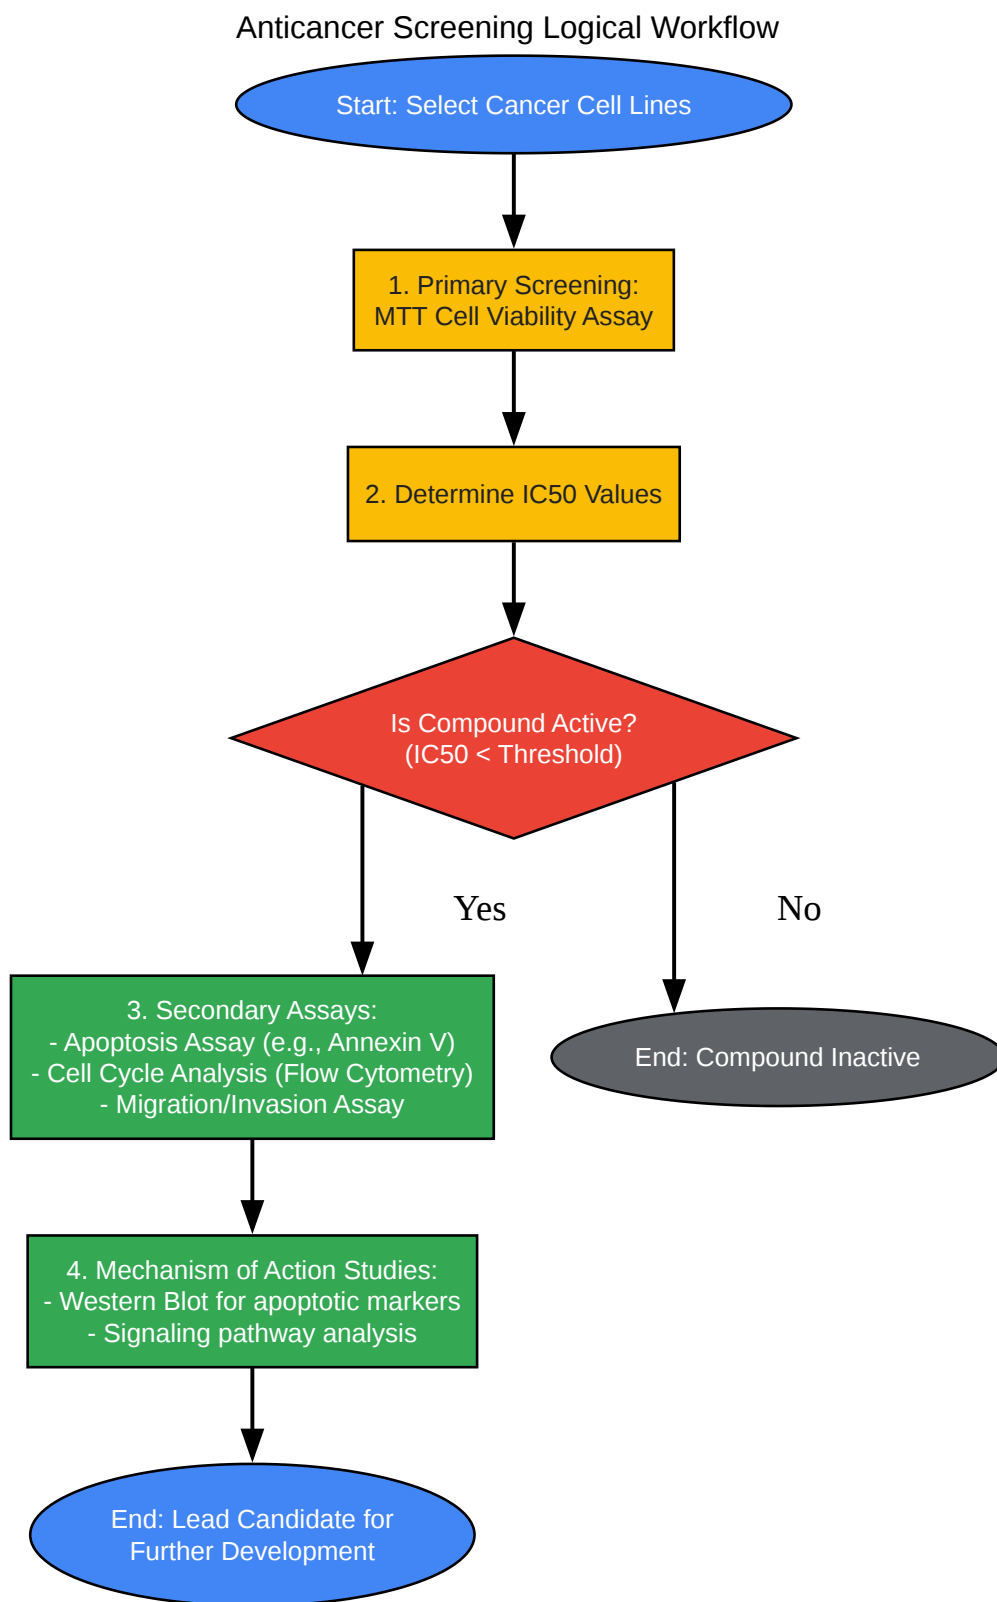 Anticancer Screening Logical Workflow
Start: Select Cancer Cell Lines
1. Primary Screening:
MTT Cell Viability Assay
2. Determine IC50 Values
Is Compound Active?
(IC50 < Threshold)
Yes
No
3. Secondary Assays:
- Apoptosis Assay (e.g., Annexin V)
- Cell Cycle Analysis (Flow Cytometry)
- Migration/Invasion Assay
End: Compound Inactive
4. Mechanism of Action Studies:
- Western Blot for apoptotic markers
- Signaling pathway analysis
End: Lead Candidate for
Further Development